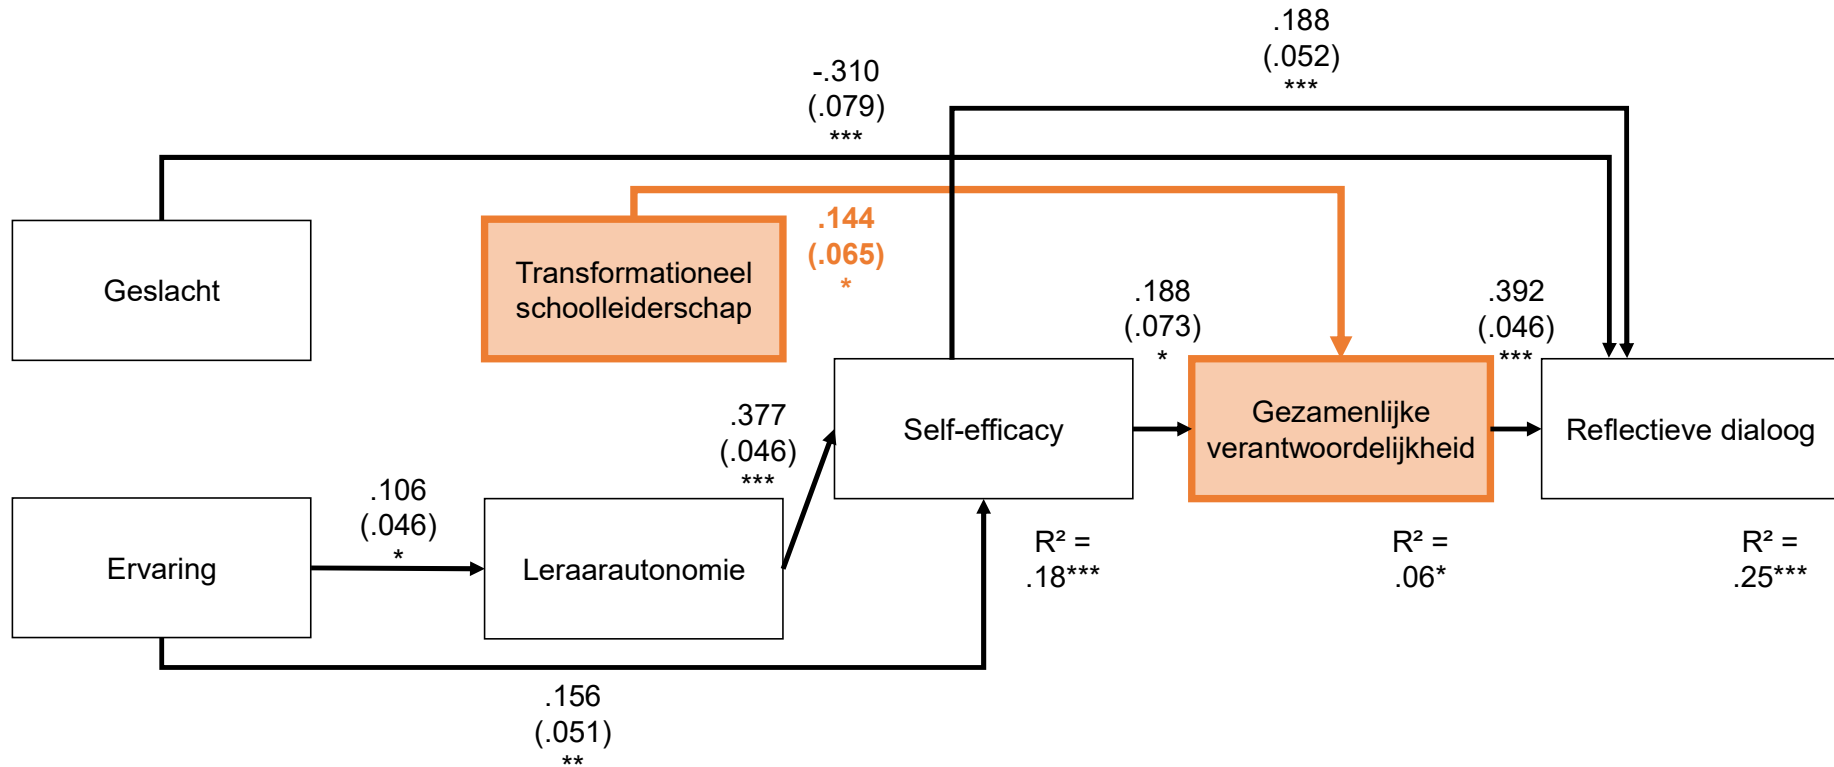 .188
(.052)
***
-.310
(.079)
***
Geslacht
Transformationeel
schoolleiderschap
.144
(.065)
*
.188
(.073)
*
.392
(.046)
***
.377
(.046)
***
Self-efficacy
Gezamenlijke
verantwoordelijkheid
Reflectieve dialoog
.106
(.046)
*
Ervaring
Leraarautonomie
R² =
.18***
R² =
.06*
R² =
.25***
.156
(.051)
**